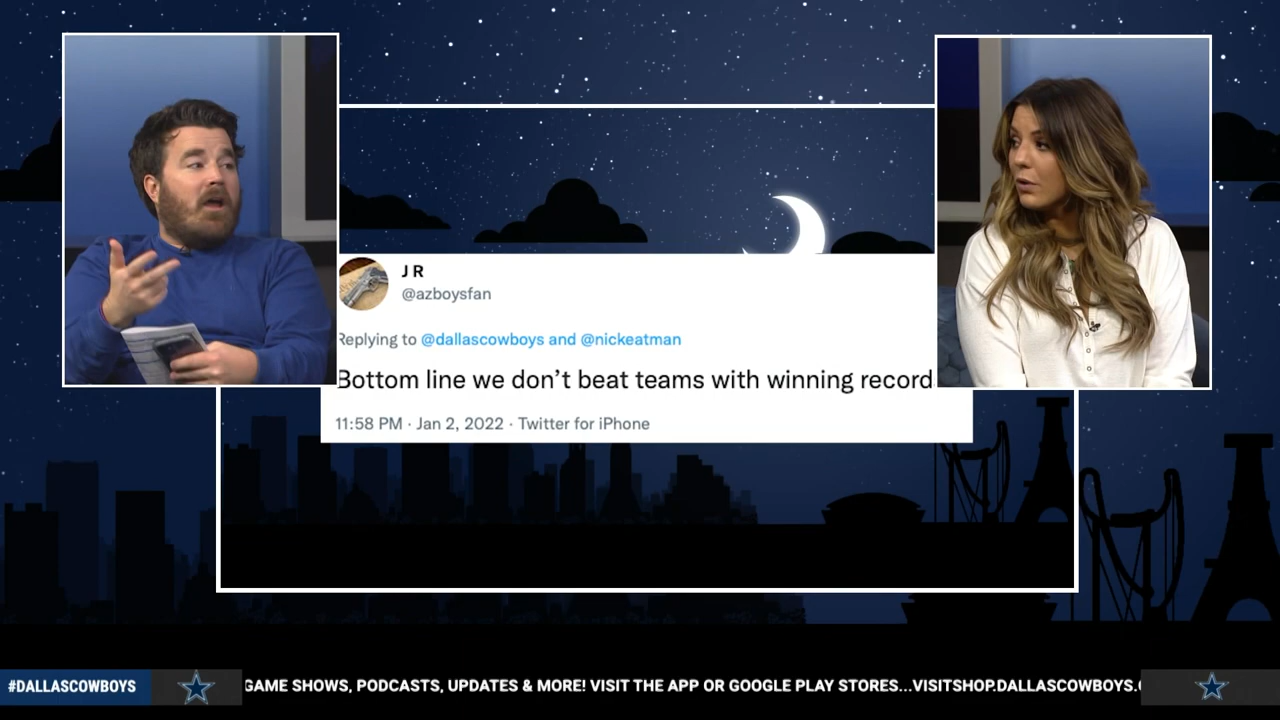 J R
@azboysfan
Replying to @dallascowboys and @nickeatman
Bottom line we don't beat teams with winning record
11:58 PM · Jan 2, 2022 · Twitter for iPhone
#DALLASCOWBOYS
GAME SHOWS, PODCASTS, UPDATES & MORE! VISIT THE APP OR GOOGLE PLAY STORES...VISITSHOP.DALLASCOWBOYS.